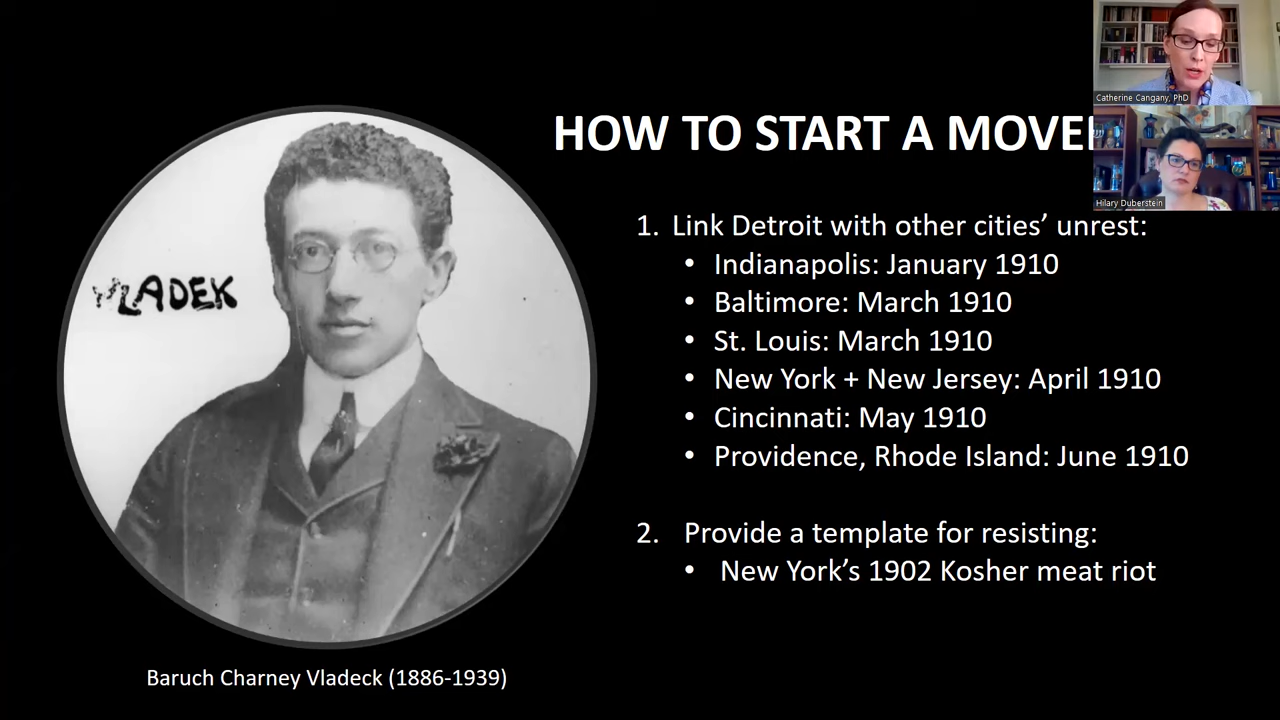 Catherine Cangany, PhD
HOW TO START A MOVE
Hilary Duberstein
1. Link Detroit with other cities’ unrest:
• Indianapolis: January 1910
• Baltimore: March 1910
• St. Louis: March 1910
• New York + New Jersey: April 1910
• Cincinnati: May 1910
• Providence, Rhode Island: June 1910
2. Provide a template for resisting:
• New York’s 1902 Kosher meat riot
VLADEK
Baruch Charney Vladeck (1886-1939)